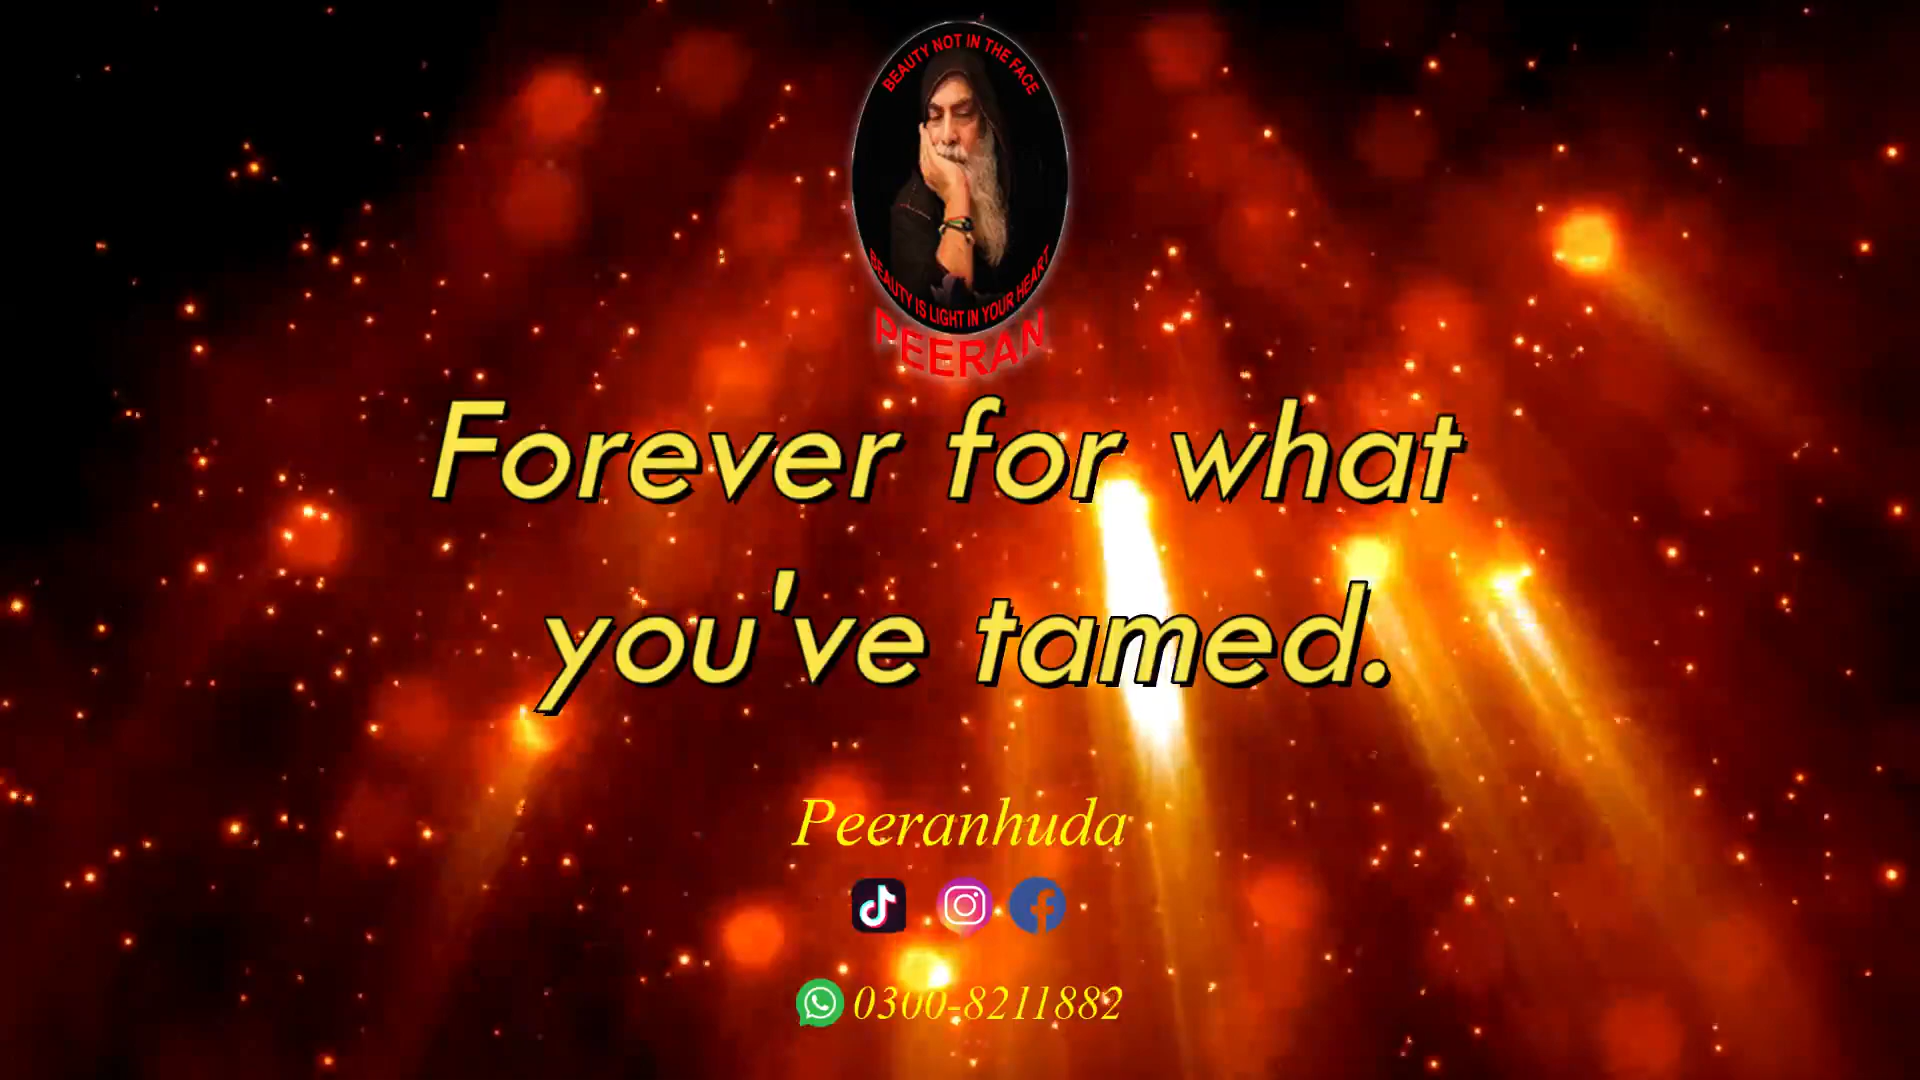 BEAUTY NOT IN THE FACE
BEAUTY IS LIGHT IN YOUR HEART
PEERAN
Forever for what
you've tamed.
Peeranhuda
0300-8211882